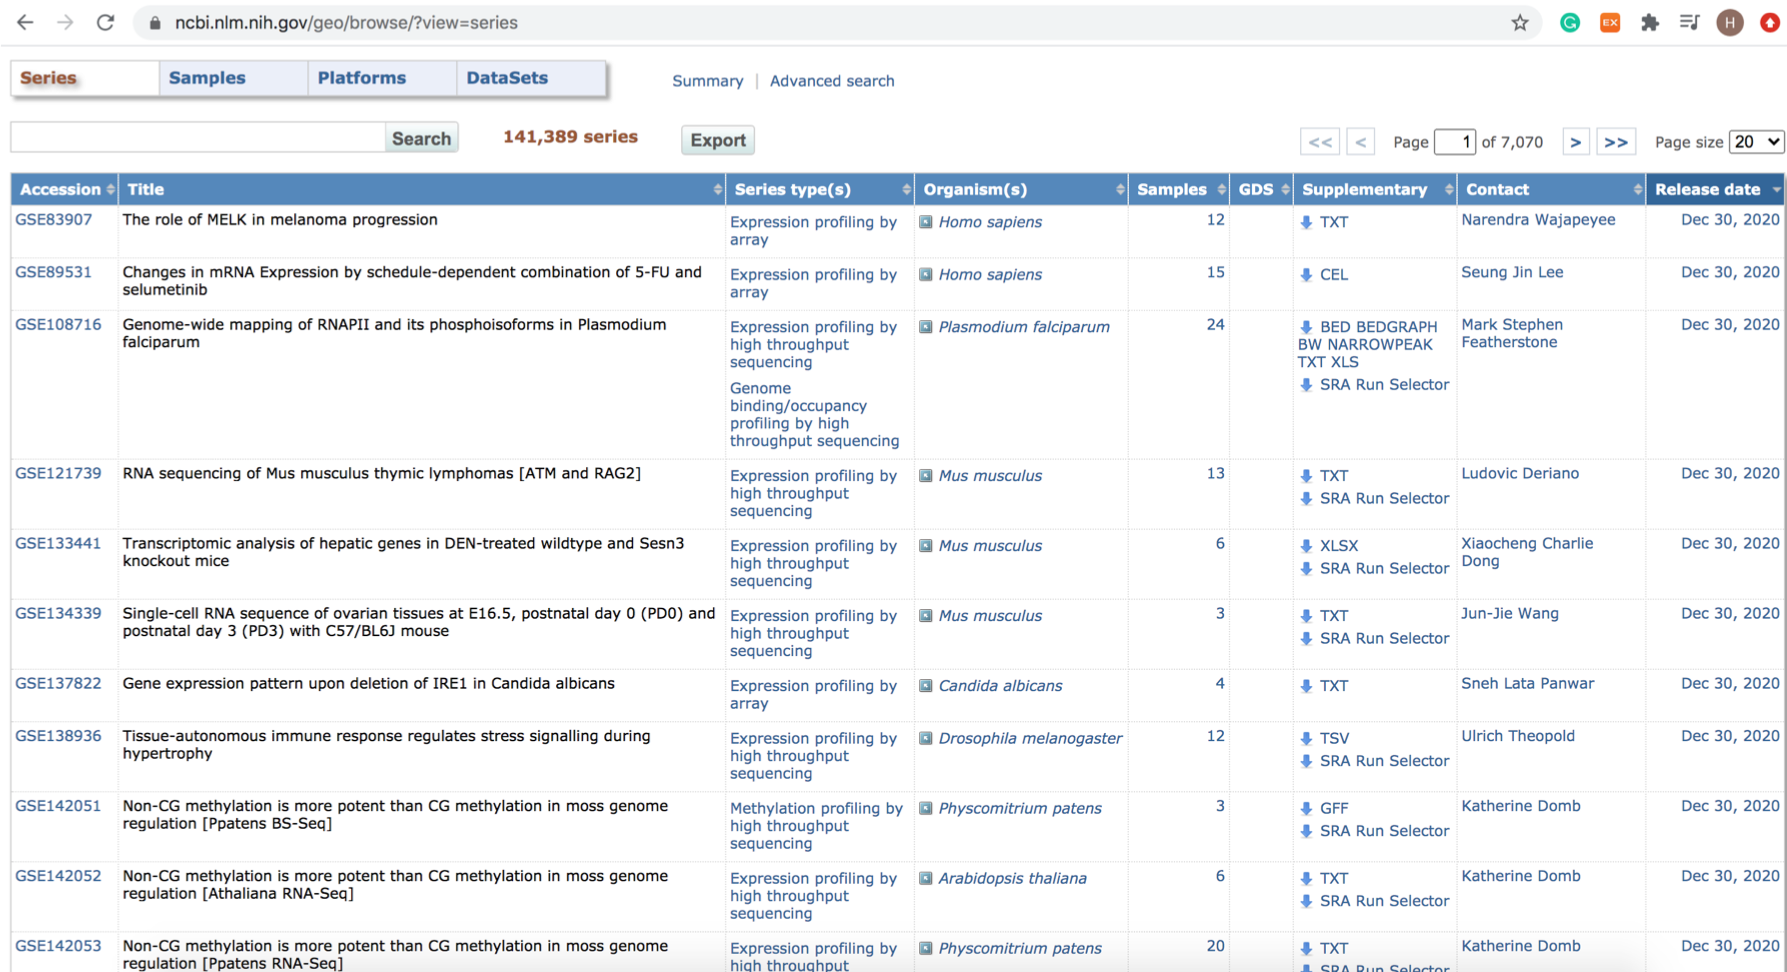 ncbi.nlm.nih.gov/geo/browse/?view=series
EX
H
Series Samples Platforms DataSets Summary | Advanced search
Search 141,389 series Export << < Page 1 of 7,070 > >> Page size 20
Accession Title Series type(s) Organism(s) Samples GDS Supplementary Contact Release date
GSE83907 The role of MELK in melanoma progression Expression profiling by Homo sapiens 12 TXT Narendra Wajapeyee Dec 30, 2020
array
GSE89531 Changes in mRNA Expression by schedule-dependent combination of 5-FU and Expression profiling by Homo sapiens 15 CEL Seung Jin Lee Dec 30, 2020
selumetinib array
GSE108716 Genome-wide mapping of RNAPII and its phosphoisoforms in Plasmodium Expression profiling by Plasmodium falciparum 24 BED BEDGRAPH Mark Stephen Dec 30, 2020
falciparum high throughput BW NARROWPEAK Featherstone
sequencing TXT XLS
Genome SRA Run Selector
binding/occupancy
profiling by high
throughput sequencing
GSE121739 RNA sequencing of Mus musculus thymic lymphomas [ATM and RAG2] Expression profiling by Mus musculus 13 TXT Ludovic Deriano Dec 30, 2020
high throughput SRA Run Selector
sequencing
GSE133441 Transcriptomic analysis of hepatic genes in DEN-treated wildtype and Sesn3 Expression profiling by Mus musculus 6 XLSX Xiaocheng Charlie Dec 30, 2020
knockout mice high throughput SRA Run Selector Dong
sequencing
GSE134339 Single-cell RNA sequence of ovarian tissues at E16.5, postnatal day 0 (PD0) and Expression profiling by Mus musculus 3 TXT Jun-Jie Wang Dec 30, 2020
postnatal day 3 (PD3) with C57/BL6J mouse high throughput SRA Run Selector
sequencing
GSE137822 Gene expression pattern upon deletion of IRE1 in Candida albicans Expression profiling by Candida albicans 4 TXT Sneh Lata Panwar Dec 30, 2020
array
GSE138936 Tissue-autonomous immune response regulates stress signalling during Expression profiling by Drosophila melanogaster 12 TSV Ulrich Theopold Dec 30, 2020
hypertrophy high throughput SRA Run Selector
sequencing
GSE142051 Non-CG methylation is more potent than CG methylation in moss genome Methylation profiling by Physcomitrium patens 3 GFF Katherine Domb Dec 30, 2020
regulation [Ppatens BS-Seq] high throughput SRA Run Selector
sequencing
GSE142052 Non-CG methylation is more potent than CG methylation in moss genome Expression profiling by Arabidopsis thaliana 6 TXT Katherine Domb Dec 30, 2020
regulation [Athaliana RNA-Seq] high throughput SRA Run Selector
sequencing
GSE142053 Non-CG methylation is more potent than CG methylation in moss genome Expression profiling by Physcomitrium patens 20 TXT Katherine Domb Dec 30, 2020
regulation [Ppatens RNA-Seq] high throughput SRA Run Selector